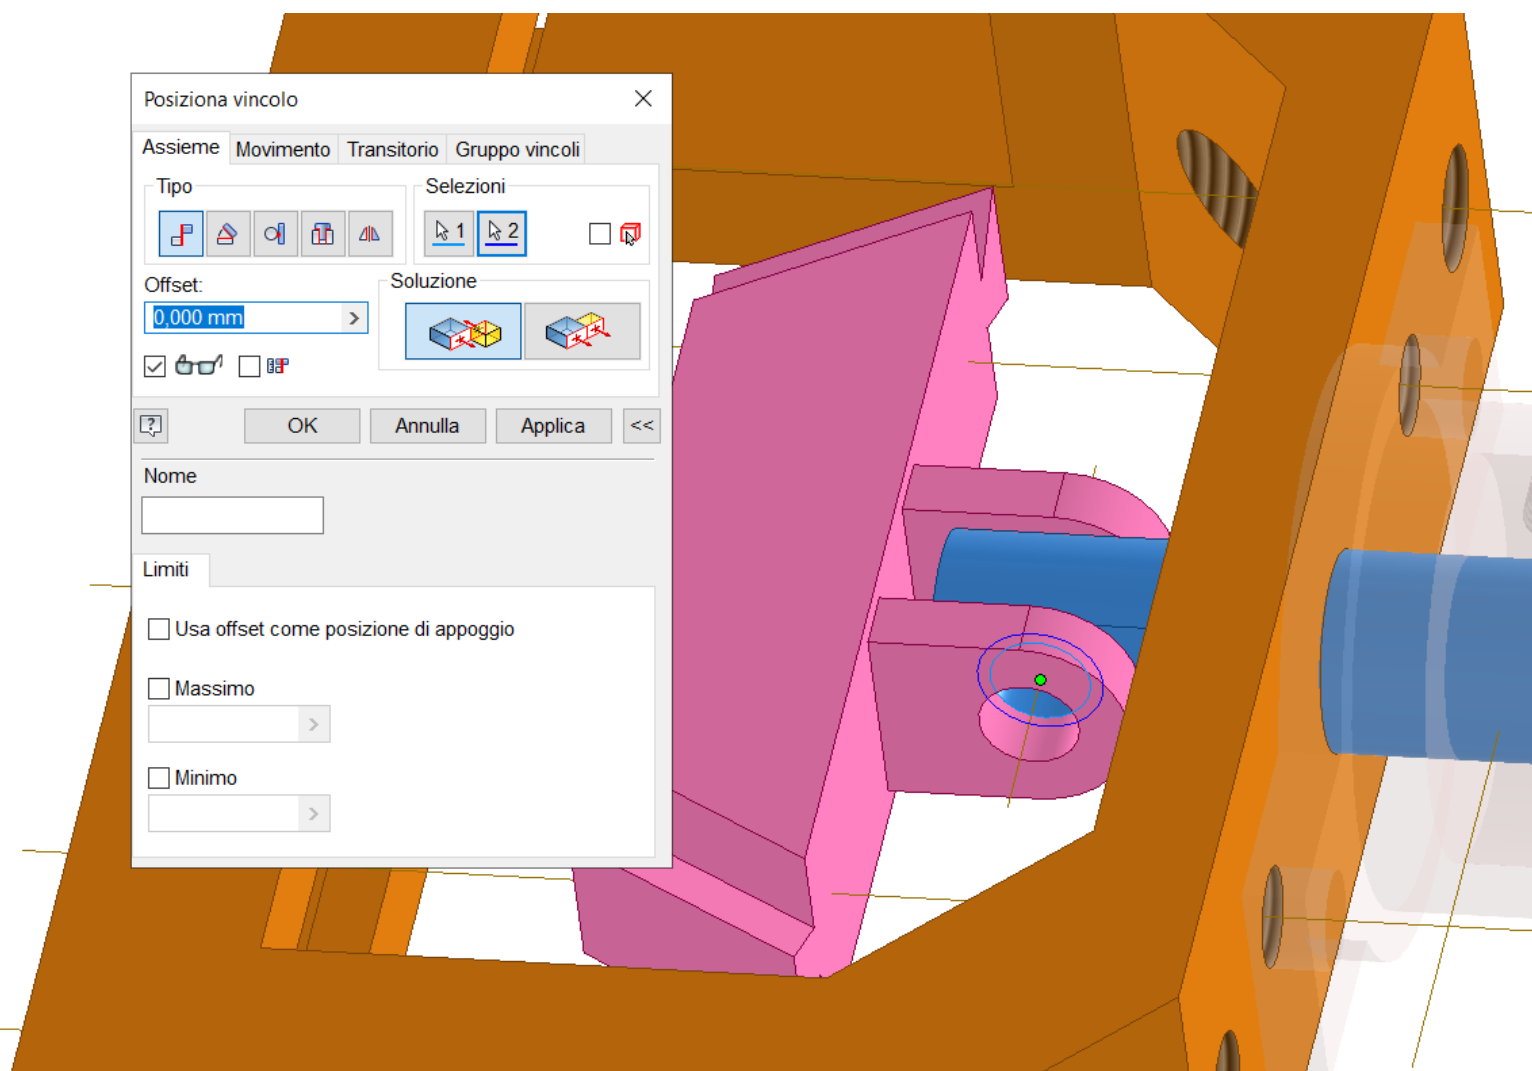 Posiziona vincolo
Assieme Movimento Transitorio Gruppo vincoli
Tipo Selezioni
1 2
Offset: Soluzione
0,000 mm
OK Annulla Applica <<
Nome
Limiti
Usa offset come posizione di appoggio
Massimo
Minimo